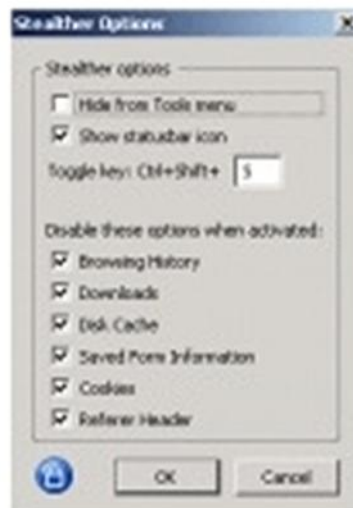 Stealther Options
Stealther options
Hide from Tools menu
Show statusbar icon
Toggle key: Ctrl+Shift+ S
Disable these options when activated:
Browsing History
Downloads
Disk Cache
Saved Form Information
Cookies
Referer Header
OK
Cancel